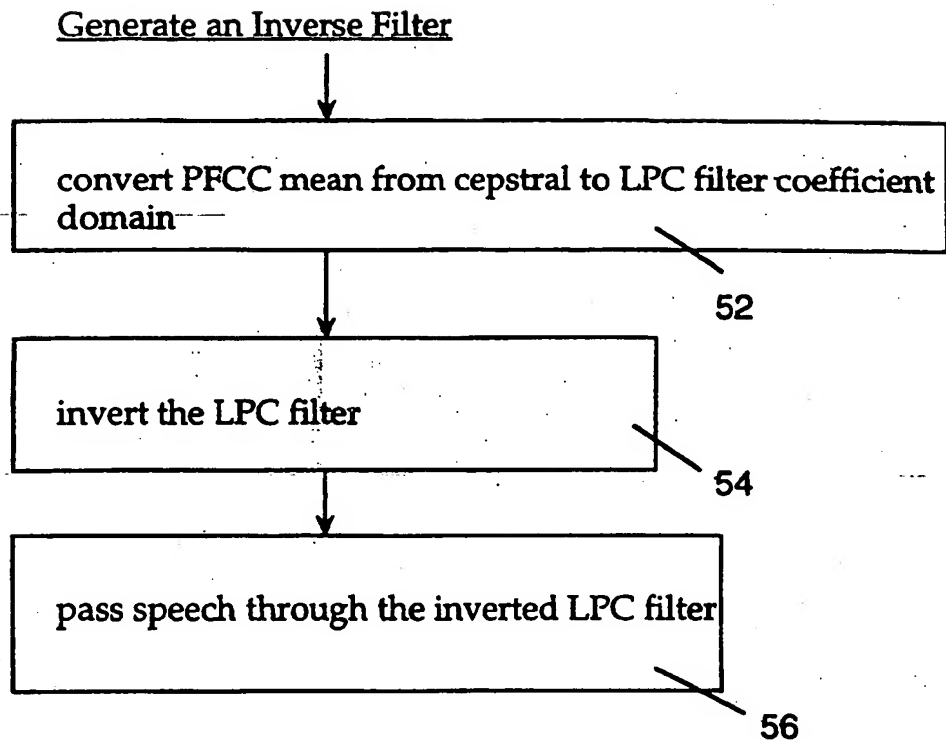 Generate an Inverse Filter
convert PFCC mean from cepstral to LPC filter coefficient
domain
52
invert the LPC filter
54
pass speech through the inverted LPC filter
56